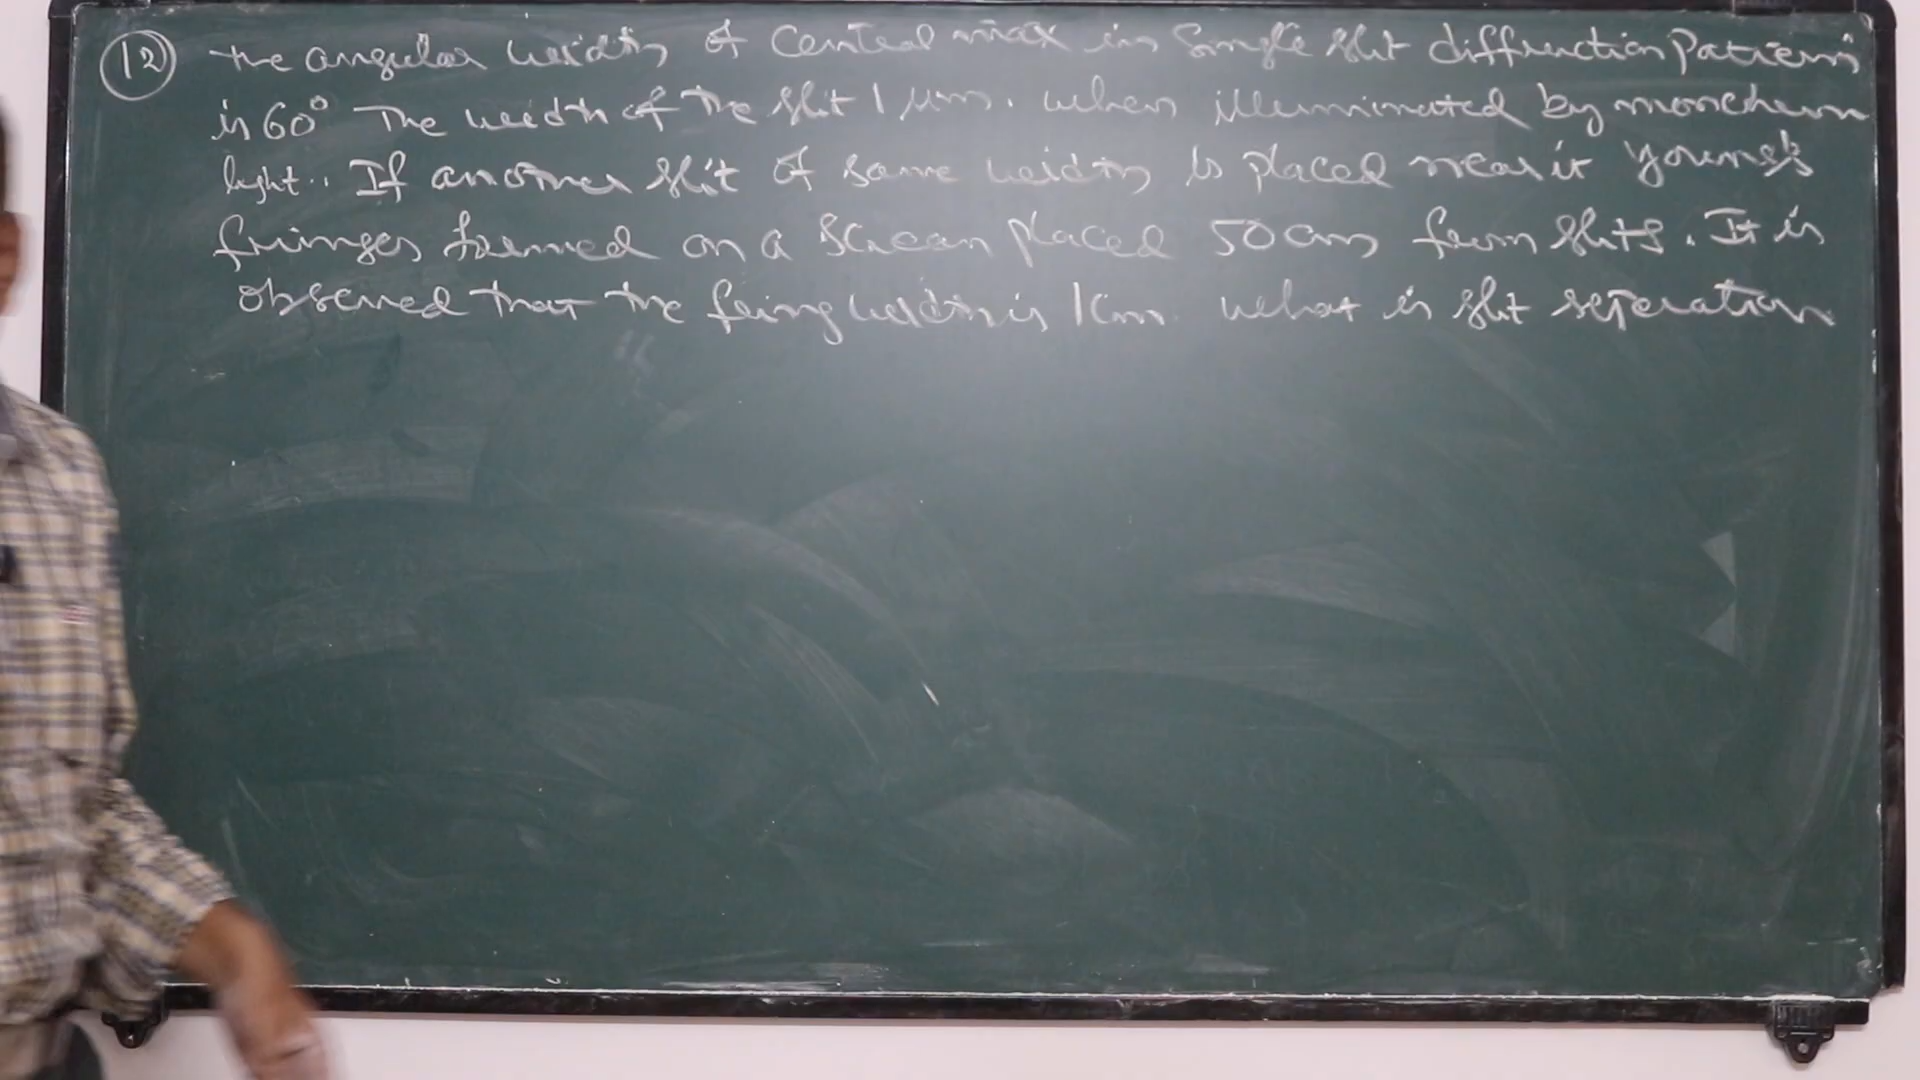 (12) the angular width of central max in single slit diffraction pattern
is 60° The width of the slit 1 μm. when illuminated by monochrom
light.. If another slit of same width is placed near it young's
fringes formed on a screen placed 50 cm from slits. It is
observed that the fring width is 1cm. what is slit seperation